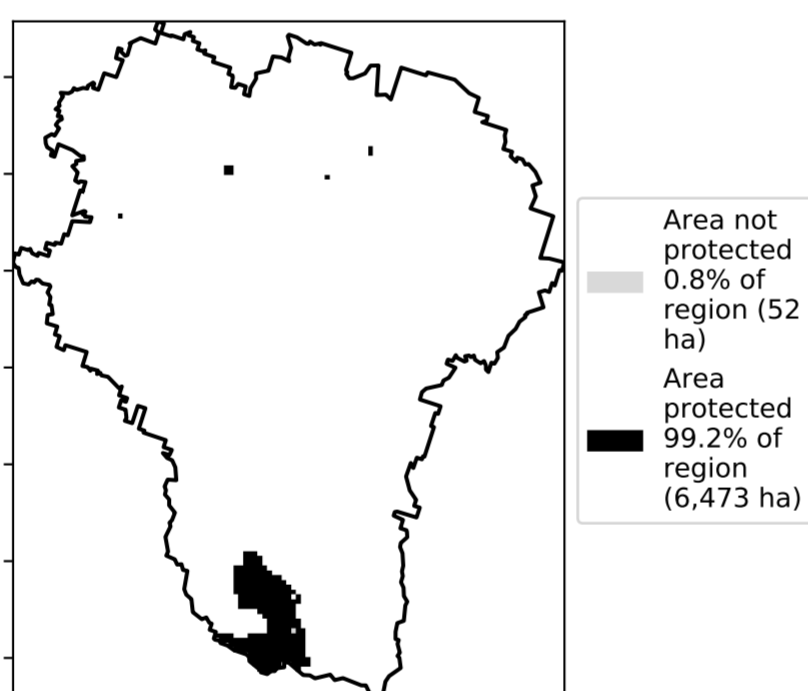 Area not
protected
0.8% of
region (52
ha)
Area
protected
99.2% of
region
(6,473 ha)